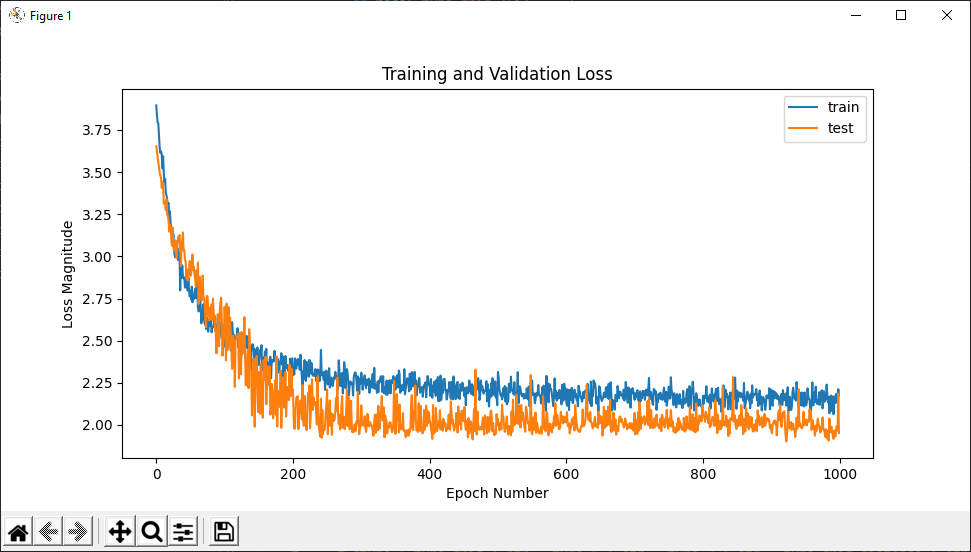 Figure 1
Training and Validation Loss
train
test
3.75
3.50
3.25
3.00
2.75
2.50
2.25
2.00
Loss Magnitude
0 200 400 600 800 1000
Epoch Number